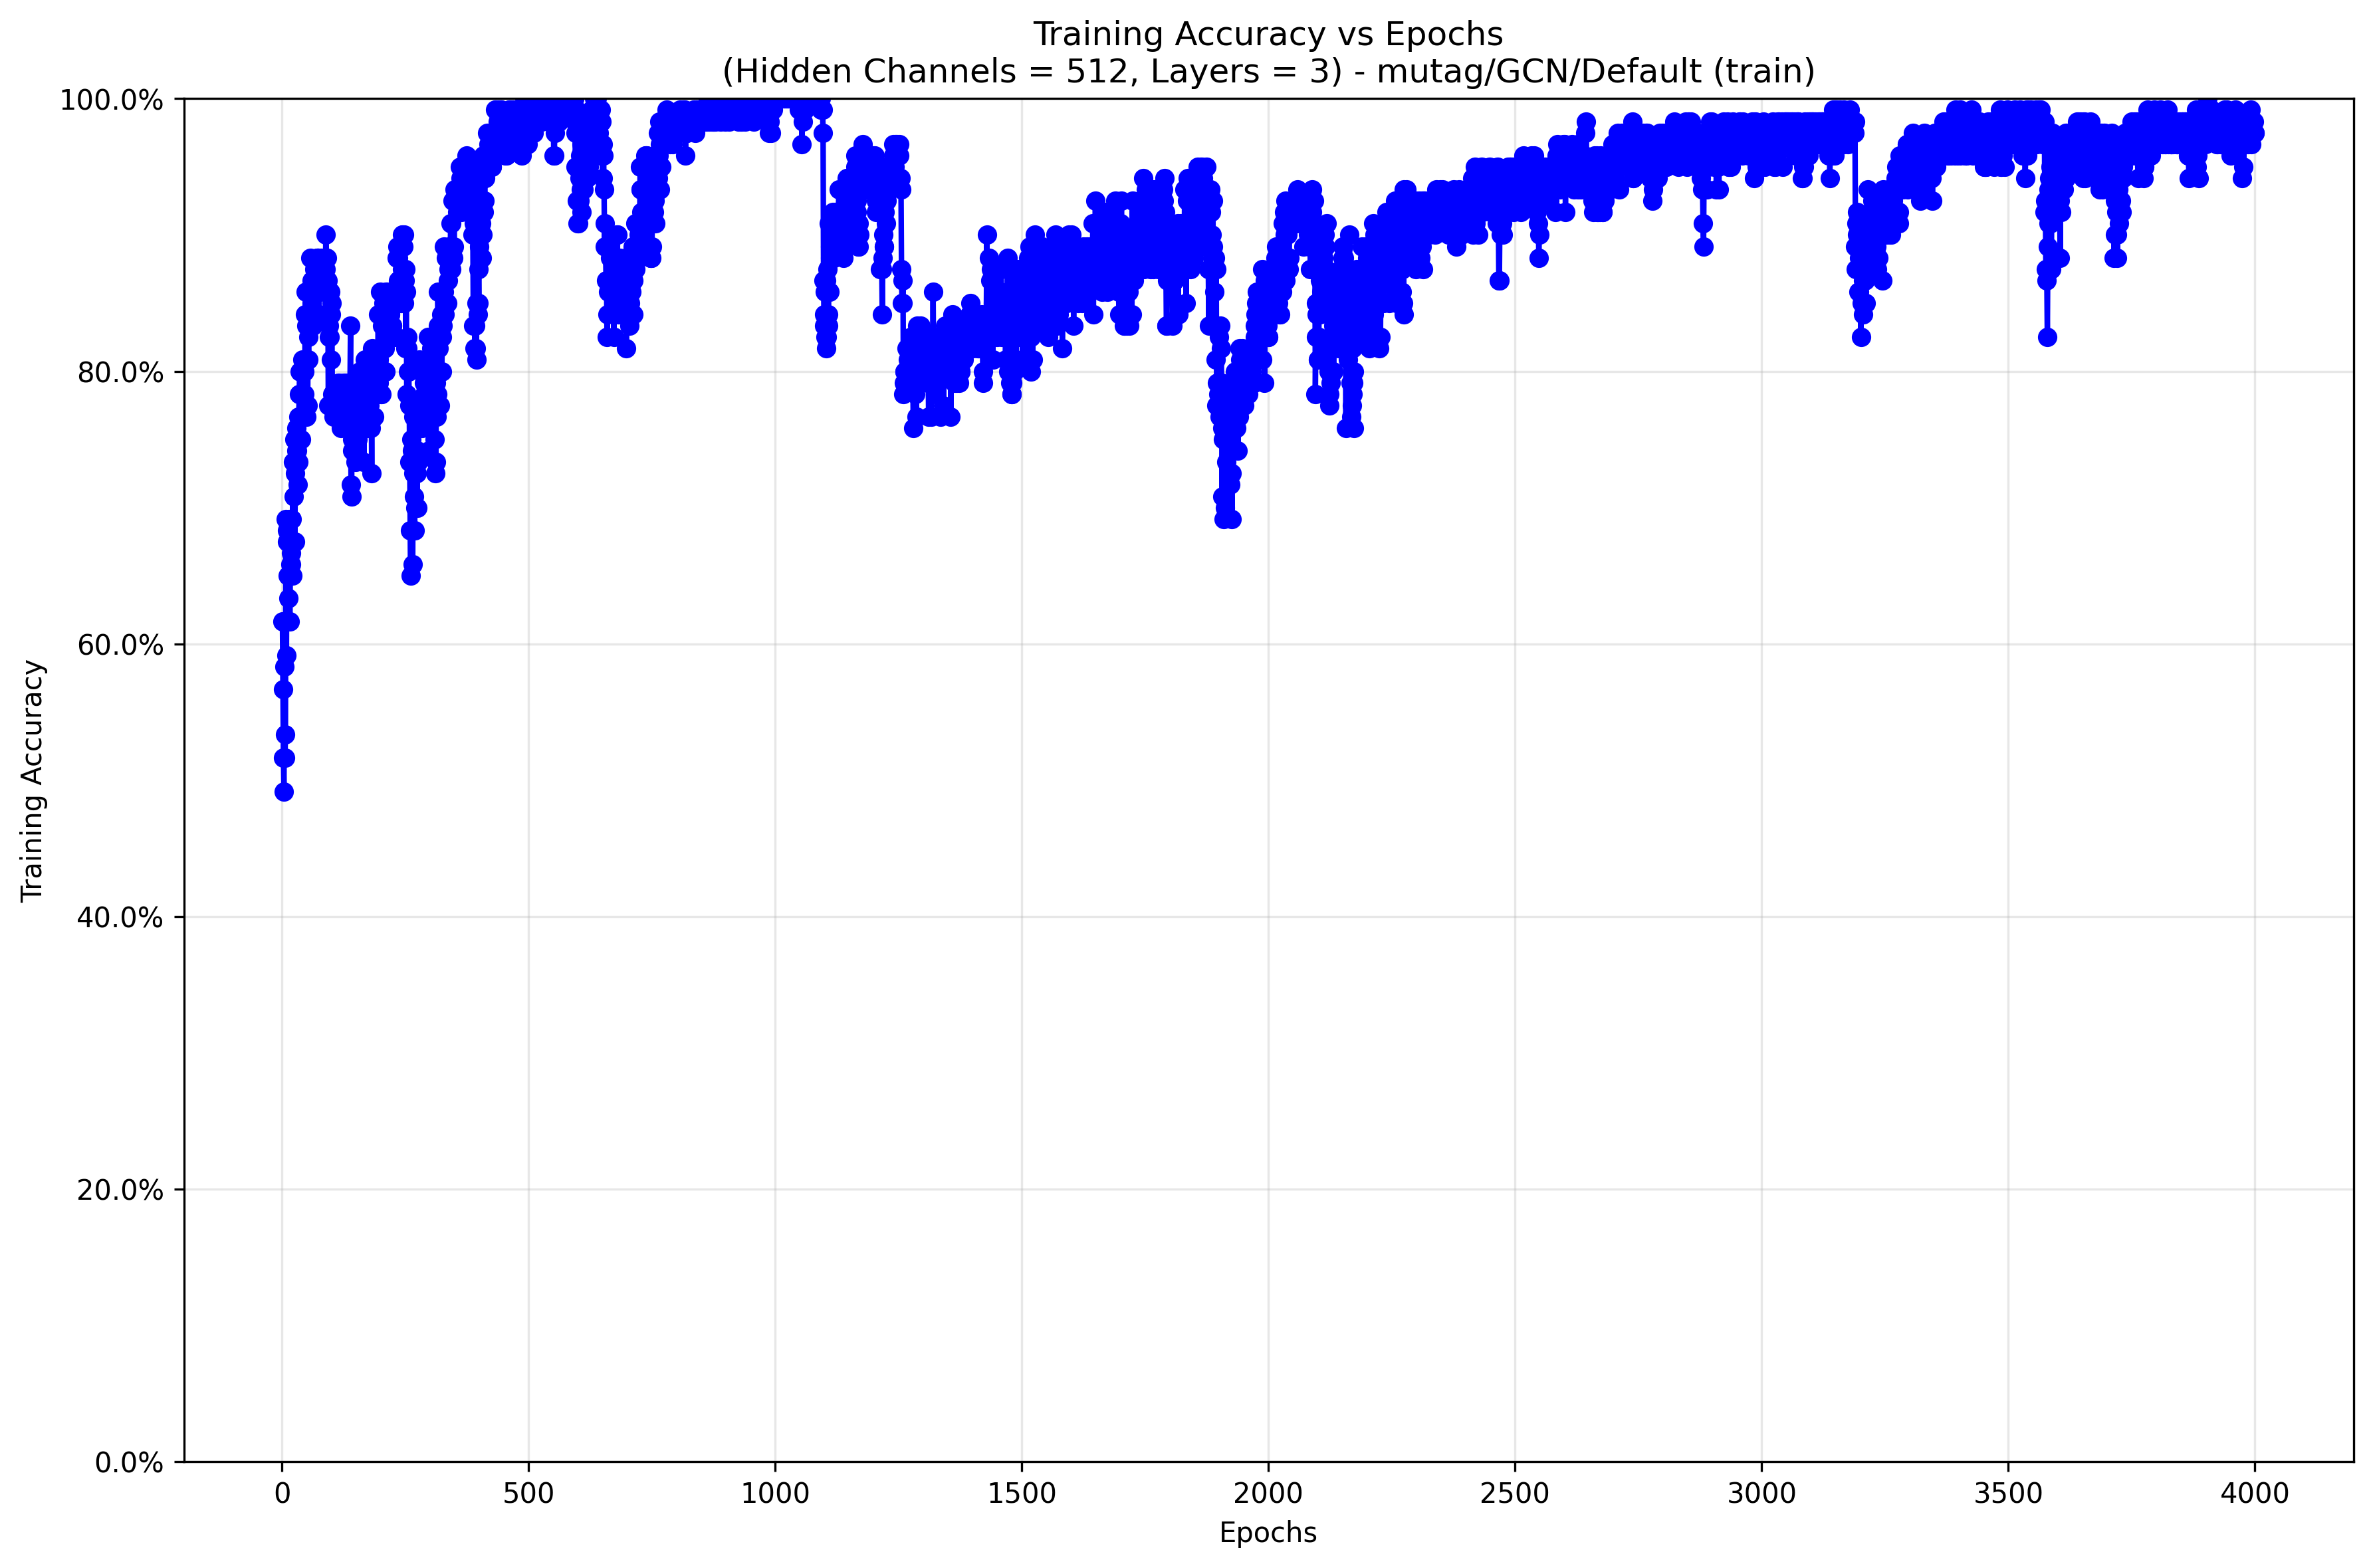 Training Accuracy vs Epochs
(Hidden Channels = 512, Layers = 3) - mutag/GCN/Default (train)
100.0%
80.0%
60.0%
40.0%
20.0%
0.0%
Training Accuracy
0 500 1000 1500 2000 2500 3000 3500 4000
Epochs